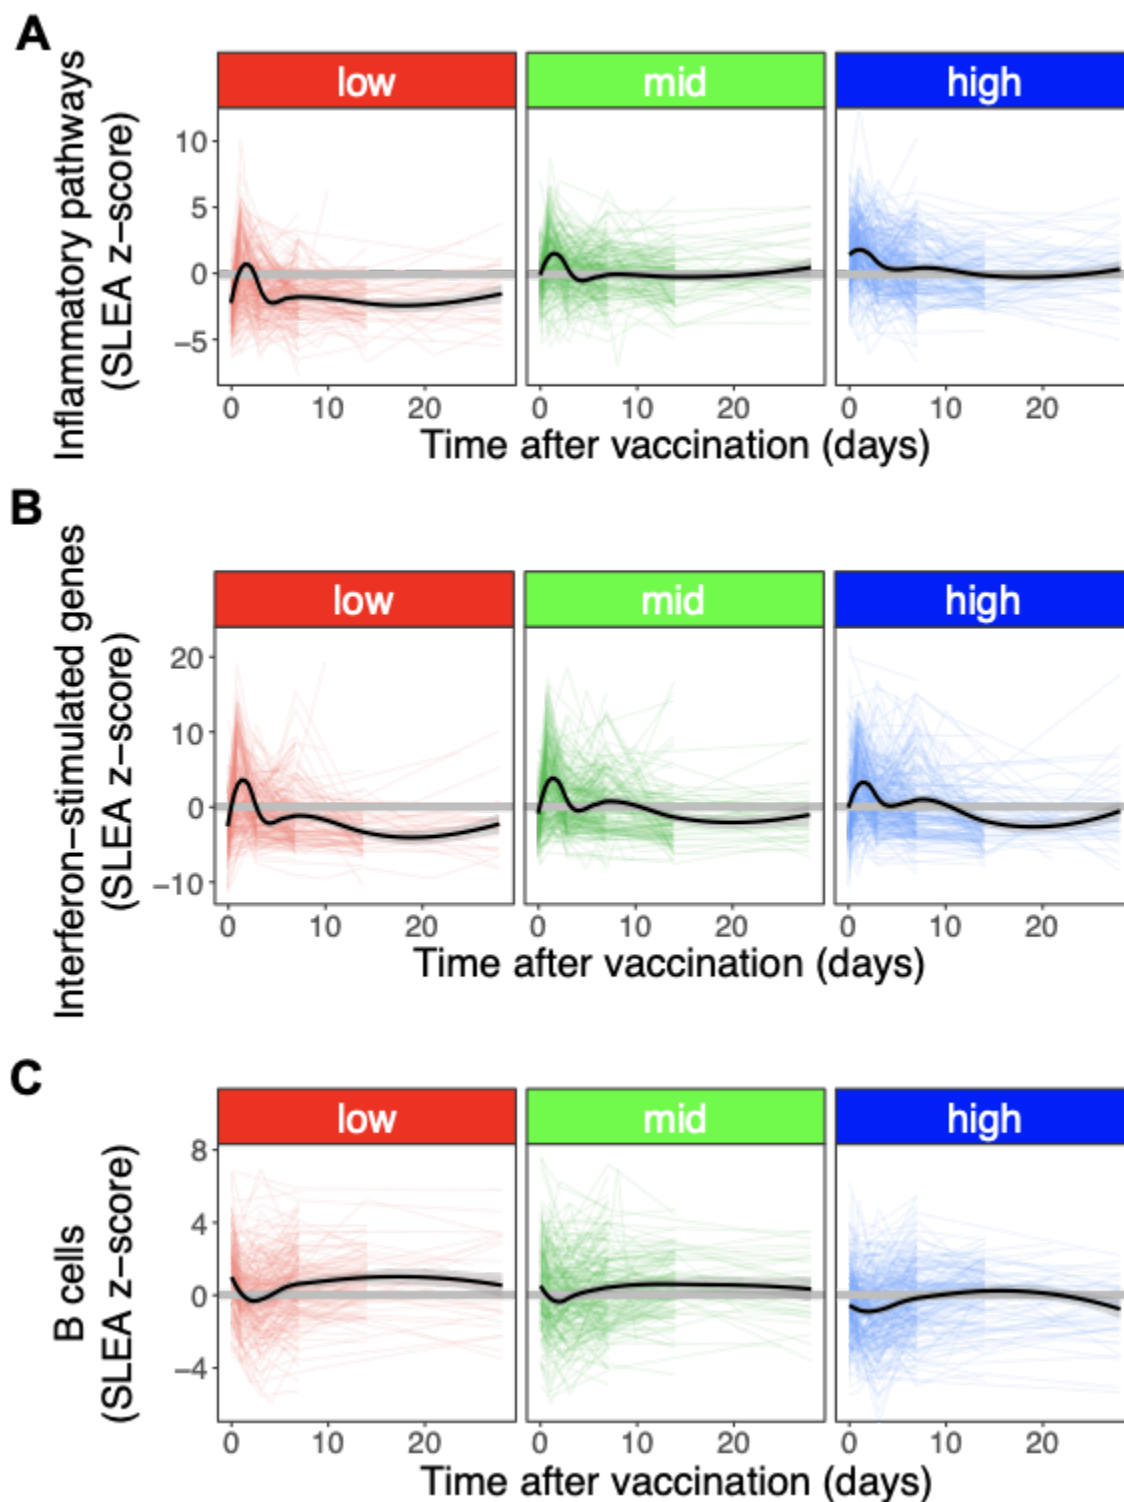 A
Inflammatory pathways
(SLEA z−score)
low
mid
high
10
5
0
−5
0
10
20
0
10
20
0
10
20
Time after vaccination (days)
B
Interferon−stimulated genes
(SLEA z−score)
low
mid
high
20
10
0
−10
0
10
20
0
10
20
0
10
20
Time after vaccination (days)
C
B cells
(SLEA z−score)
low
mid
high
8
4
0
−4
0
10
20
0
10
20
0
10
20
Time after vaccination (days)